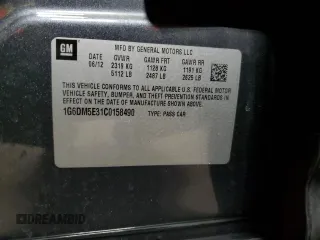 GM
MFD BY GENERAL MOTORS LLC
DATE GVWR GAWR FRT GAWR RR
06/12 2319 KG 1128 KG 1191 KG
5112 LB 2487 LB 2625 LB
THIS VEHICLE CONFORMS TO ALL APPLICABLE U.S. FEDERAL MOTOR
VEHICLE SAFETY, BUMPER, AND THEFT PREVENTION STANDARDS IN
EFFECT ON THE DATE OF MANUFACTURE SHOWN ABOVE.
1G6DM5E31C0158490 TYPE: PASS CAR
DREAMBID